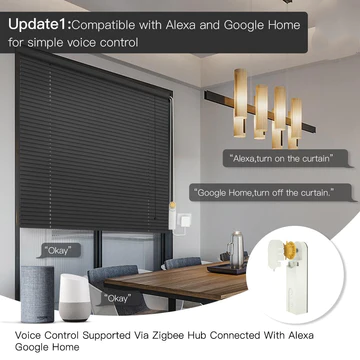 Update1:Compatible with Alexa and Google Home
for simple voice control
“Alexa,turn on the curtain”
“Google Home,turn off the curtain.”
“Okay”
“Okay”
Voice Control Supported Via Zigbee Hub Connected With Alexa
Google Home